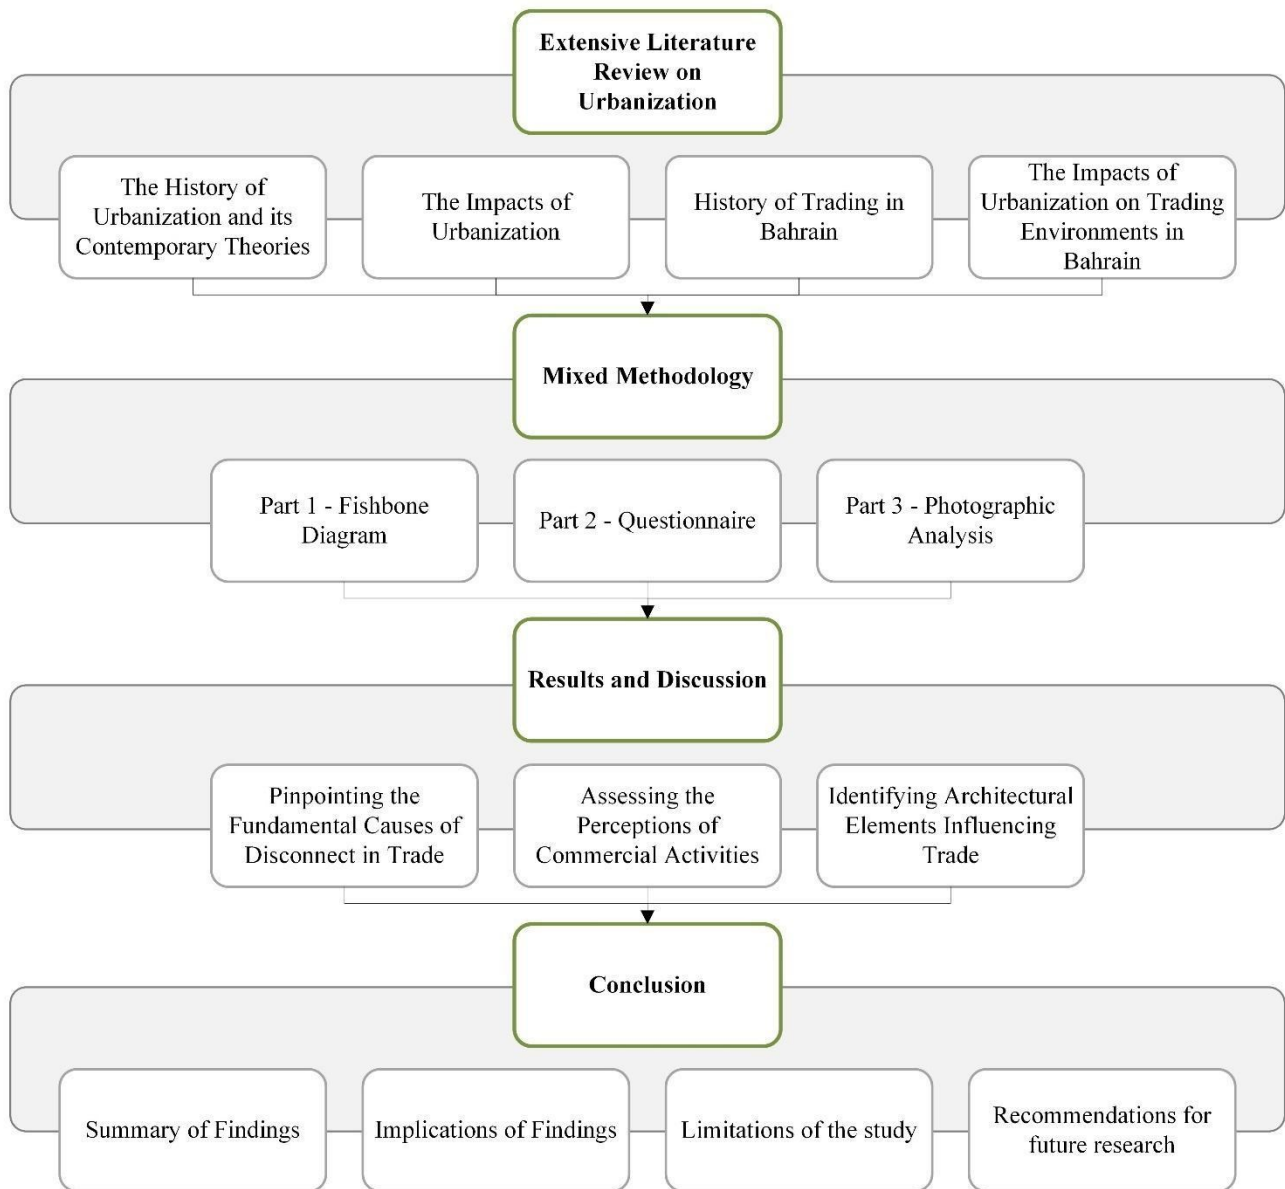 Extensive Literature
Review on
Urbanization
The History of
Urbanization and its
Contemporary Theories
The Impacts of
Urbanization
History of Trading in
Bahrain
The Impacts of
Urbanization on Trading
Environments in
Bahrain
Mixed Methodology
Part 1 - Fishbone
Diagram
Part 2 - Questionnaire
Part 3 - Photographic
Analysis
Results and Discussion
Pinpointing the
Fundamental Causes of
Disconnect in Trade
Assessing the
Perceptions of
Commercial Activities
Identifying Architectural
Elements Influencing
Trade
Conclusion
Summary of Findings
Implications of Findings
Limitations of the study
Recommendations for
future research